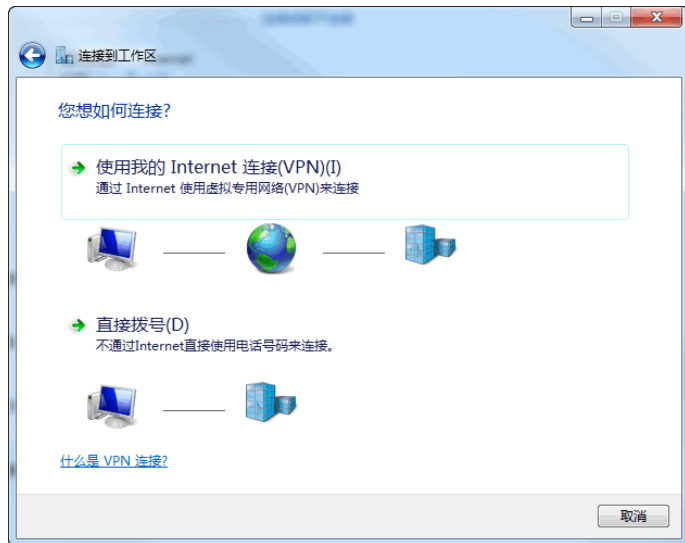 连接到工作区
您想如何连接?
使用我的 Internet 连接(VPN)(I)
通过 Internet 使用虚拟专用网络(VPN)来连接
直接拨号(D)
不通过Internet直接使用电话号码来连接。
什么是 VPN 连接?
取消